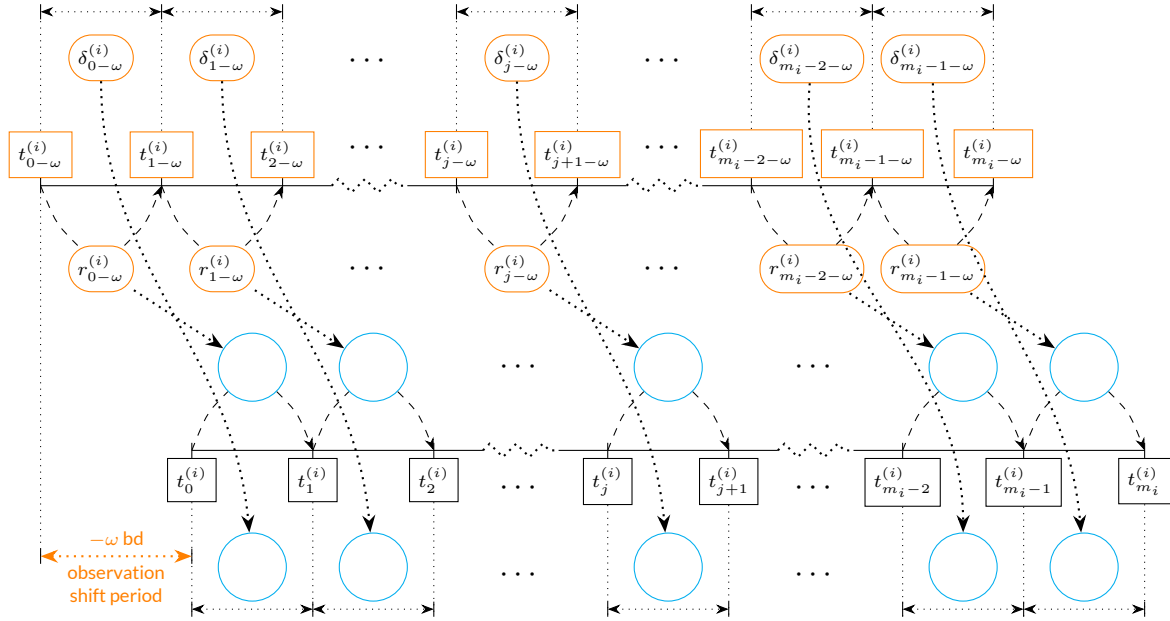 δ_{0−ω}^{(i)} δ_{1−ω}^{(i)} ··· δ_{j−ω}^{(i)} ··· δ_{m_i−2−ω}^{(i)} δ_{m_i−1−ω}^{(i)}
t_{0−ω}^{(i)} t_{1−ω}^{(i)} t_{2−ω}^{(i)} ··· t_{j−ω}^{(i)} t_{j+1−ω}^{(i)} ··· t_{m_i−2−ω}^{(i)} t_{m_i−1−ω}^{(i)} t_{m_i−ω}^{(i)}
r_{0−ω}^{(i)} r_{1−ω}^{(i)} ··· r_{j−ω}^{(i)} ··· r_{m_i−2−ω}^{(i)} r_{m_i−1−ω}^{(i)}
··· ···
t_0^{(i)} t_1^{(i)} t_2^{(i)} ··· t_j^{(i)} t_{j+1}^{(i)} ··· t_{m_i−2}^{(i)} t_{m_i−1}^{(i)} t_{m_i}^{(i)}
−ω bd
observation
shift period
··· ···